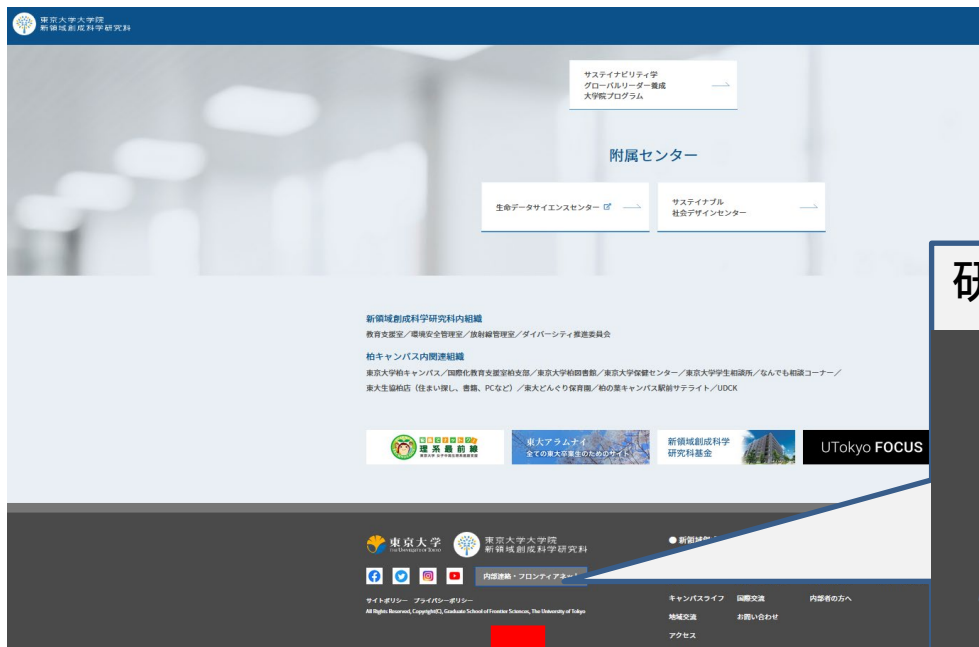 東京大学大学院
新領域創成科学研究科
サステイナビリティ学
グローバルリーダー養成
大学院プログラム
附属センター
生命データサイエンスセンター
サステイナブル
社会デザインセンター
研
新領域創成科学研究科内組織
教育支援室／環境安全管理室／放射線管理室／ダイバーシティ推進委員会
柏キャンパス内関連組織
東京大学柏キャンパス／国際化教育支援室柏支部／東京大学柏図書館／東京大学保健センター／東京大学学生相談所／なんでも相談コーナー／
東大生協柏店（住まい探し、書籍、PCなど）／東大どんぐり保育園／柏の葉キャンパス駅前サテライト／UDCK
理系最前線
東大アラムナイ
全ての東大卒業生のためのサイト
新領域創成科学
研究科基金
UTokyo FOCUS
東京大学
The University of Tokyo
東京大学大学院
新領域創成科学研究科
内部連絡・フロンティアネ
サイトポリシー プライバシーポリシー
All Rights Reserved, Copyright(C), Graduate School of Frontier Sciences, The University of Tokyo
キャンパスライフ 国際交流 内部者の方へ
地域交流 お問い合わせ
アクセス